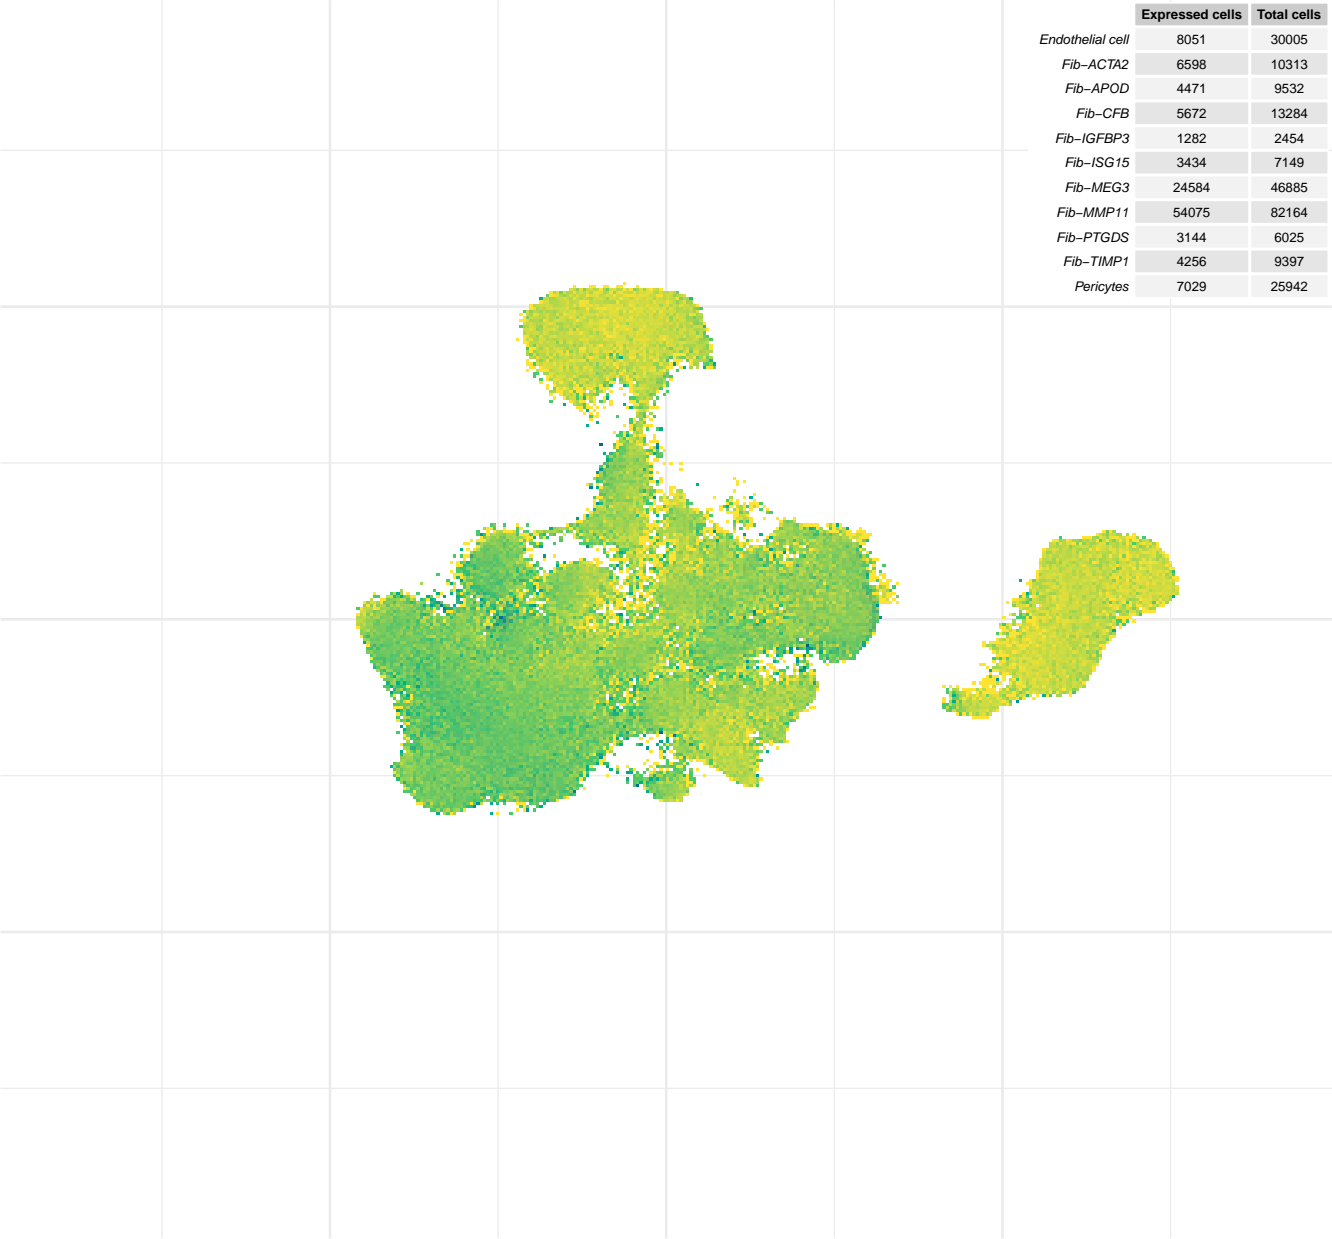 Expressed cells Total cells
Endothelial cell 8051 30005
Fib−ACTA2 6598 10313
Fib−APOD 4471 9532
Fib−CFB 5672 13284
Fib−IGFBP3 1282 2454
Fib−ISG15 3434 7149
Fib−MEG3 24584 46885
Fib−MMP11 54075 82164
Fib−PTGDS 3144 6025
Fib−TIMP1 4256 9397
Pericytes 7029 25942